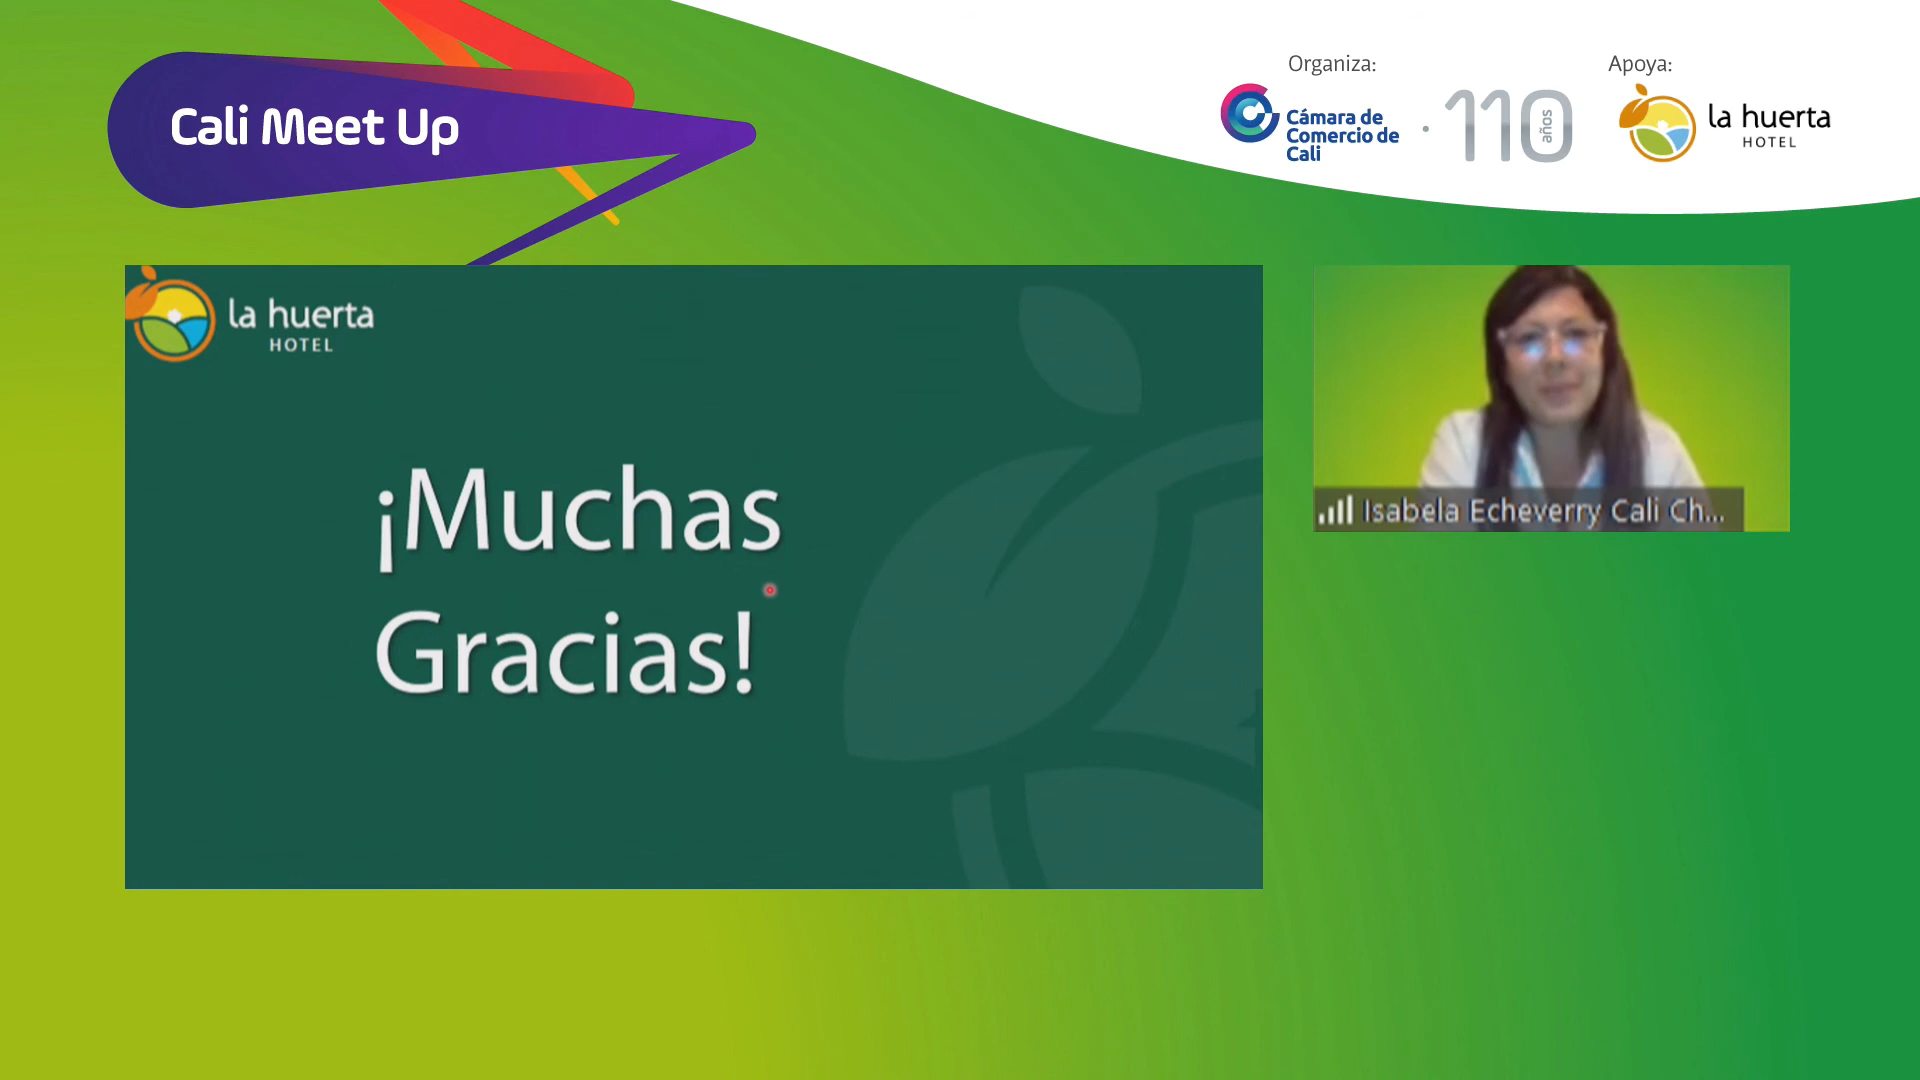 Cali Meet Up
Organiza:
Cámara de
Comercio de
Cali
110
años
Apoya:
la huerta
HOTEL
la huerta
HOTEL
¡Muchas
Gracias!
Isabela Echeverry Cali Ch...